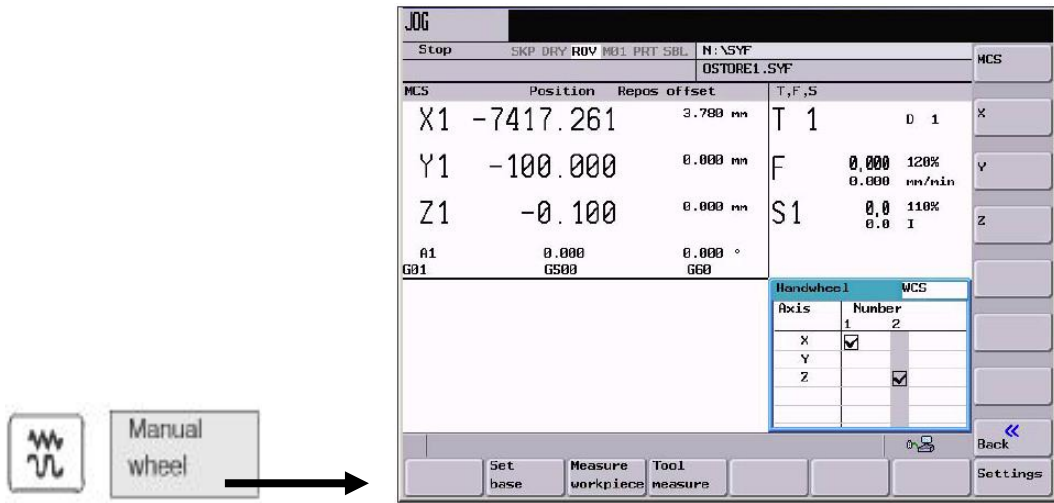 JOG
Stop SKP DRY ROV M01 PRT SBL N:\SYF
OSTORE1.SYF
MCS
MCS Position Repos offset T,F,S
X1 -7417.261 3.780 mm T 1 D 1
X
Y1 -100.000 0.000 mm F 0,000 120%
0.000 mm/min
Y
Z1 -0.100 0.000 mm S1 0,0 110%
0.0 I
Z
A1 0.000 0.000 °
G01 G500 G60
Handwheel WCS
Axis Number
1 2
X
Y
Z
Manual
wheel
Back
Set
base
Measure
workpiece
Tool
measure
Settings